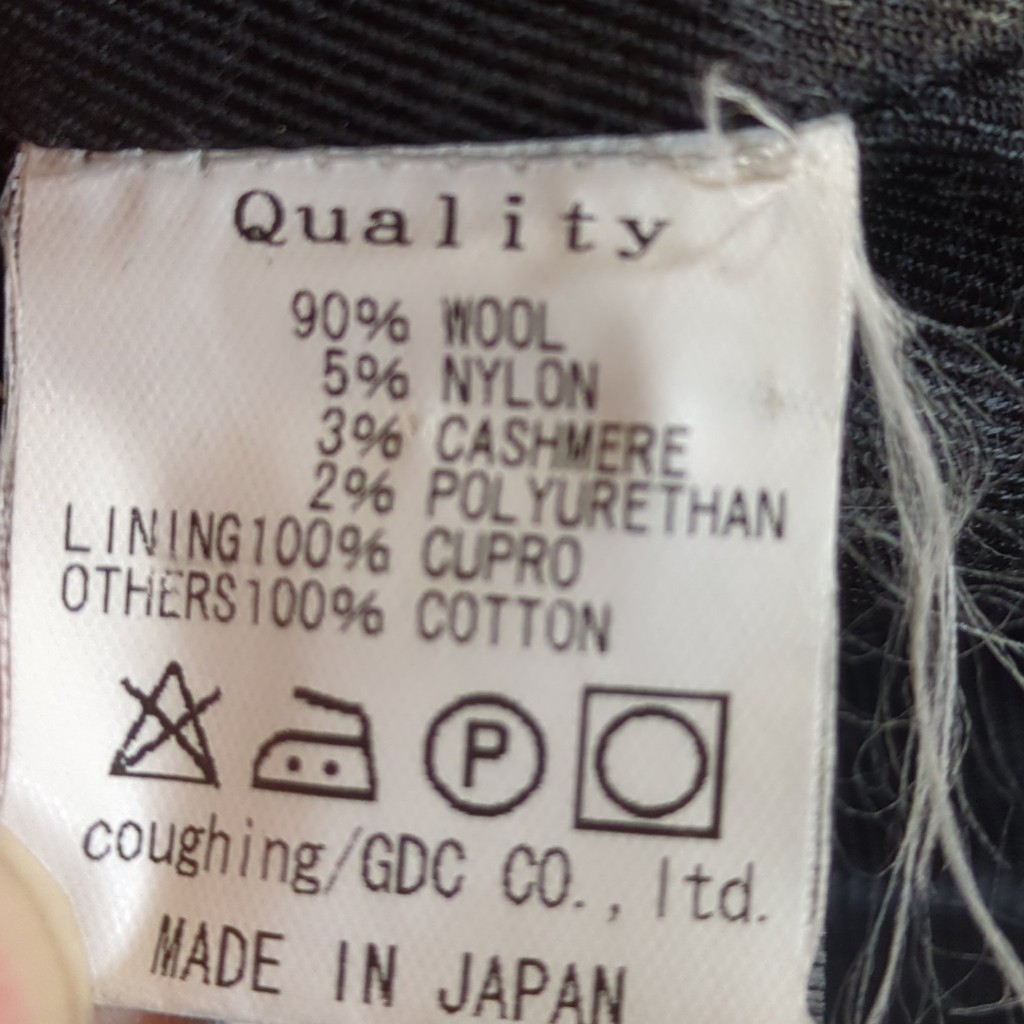 Quality
90% WOOL
5% NYLON
3% CASHMERE
2% POLYURETHAN
LINING100% CUPRO
OTHERS100% COTTON
P
coughing/GDC CO., ltd.
MADE IN JAPAN